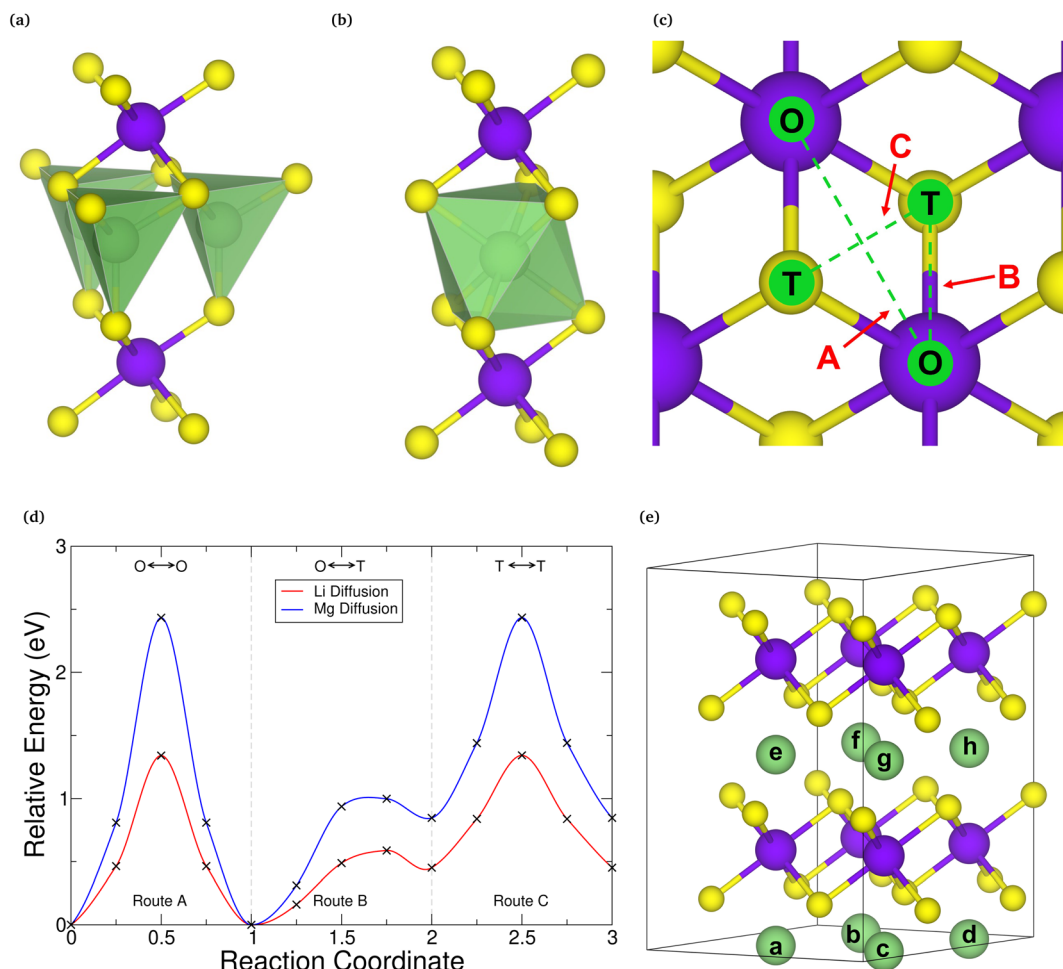 (a)
(b)
(c)
O
C
T
T
B
A
O
(d)
3
2
1
0
Relative Energy (eV)
O⟷O
O⟷T
T⟷T
Li Diffusion
Mg Diffusion
Route A
Route B
Route C
0
0.5
1
1.5
2
2.5
3
Reaction Coordinate
(e)
e
f
g
h
a
b
c
d